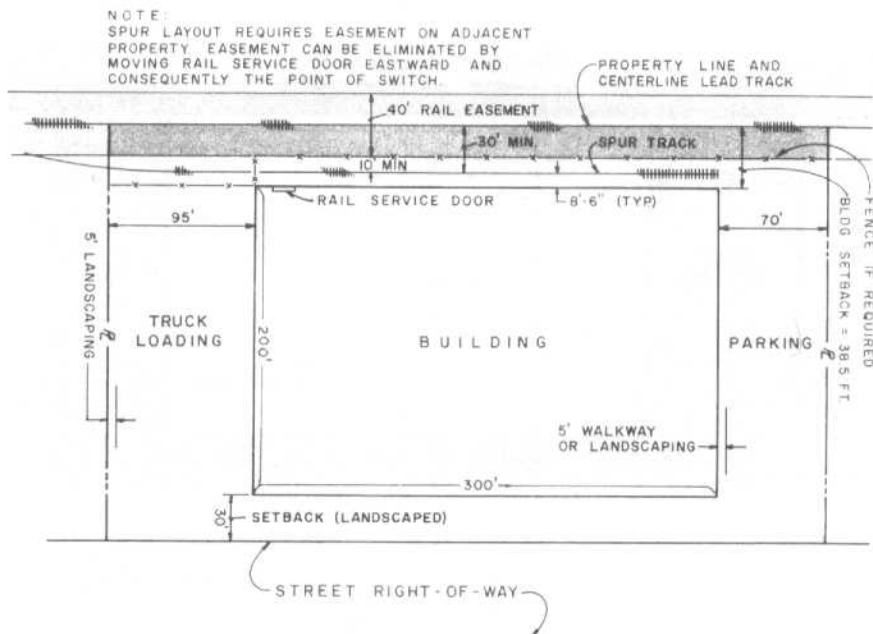 NOTE:
SPUR LAYOUT REQUIRES EASEMENT ON ADJACENT
PROPERTY. EASEMENT CAN BE ELIMINATED BY
MOVING RAIL SERVICE DOOR EASTWARD AND
CONSEQUENTLY THE POINT OF SWITCH.
PROPERTY LINE AND
CENTERLINE LEAD TRACK
40' RAIL EASEMENT
30' MIN.
SPUR TRACK
10' MIN
RAIL SERVICE DOOR
8'-6" (TYP)
95'
70'
5' LANDSCAPING
PL
TRUCK
LOADING
200'
BUILDING
PARKING
PL
BLDG SETBACK = 38.5 FT.
FENCE IF REQUIRED
5' WALKWAY
OR LANDSCAPING
300'
30'
SETBACK (LANDSCAPED)
STREET RIGHT-OF-WAY